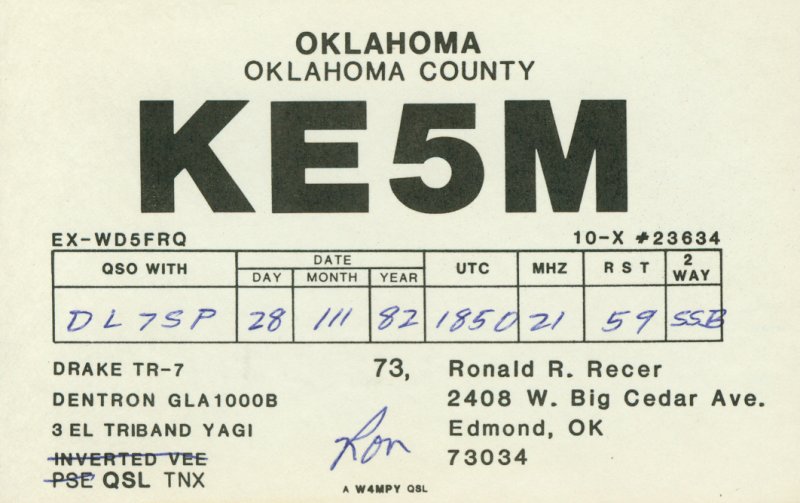 OKLAHOMA
OKLAHOMA COUNTY
KE5M
EX-WD5FRQ 10-X #23634
QSO WITH DATE UTC MHZ RST 2 WAY
DAY MONTH YEAR
DL7SP 28 111 82 1850 21 59 SSB
DRAKE TR-7 73, Ronald R. Recer
DENTRON GLA1000B 2408 W. Big Cedar Ave.
3 EL TRIBAND YAGI Ron Edmond, OK
INVERTED VEE 73034
PSE QSL TNX
A W4MPY QSL